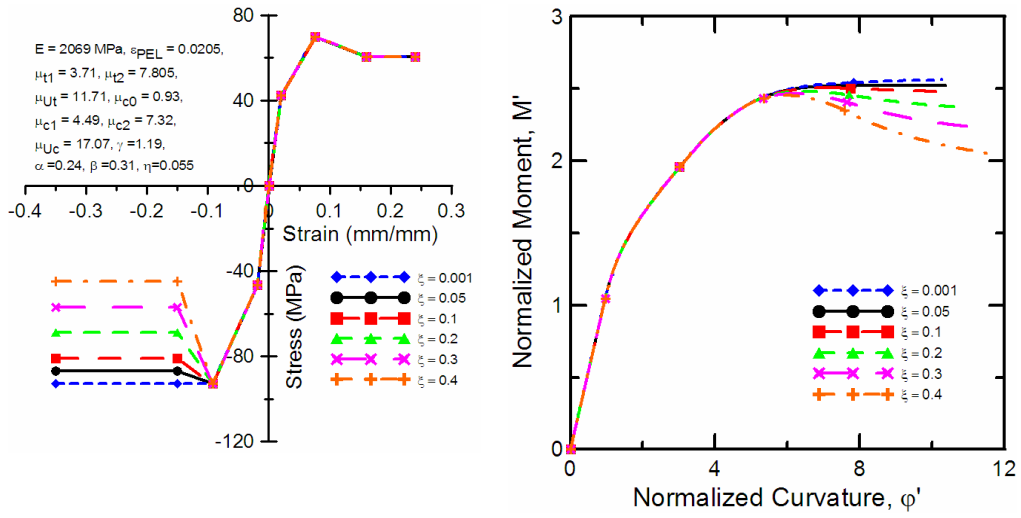 80
40
0
-40
-80
-120
-0.4
-0.3
-0.2
-0.1
0
0.1
0.2
0.3
Strain (mm/mm)
Stress (MPa)
E = 2069 MPa, εPEL = 0.0205,
μt1 = 3.71, μt2 = 7.805,
μUt = 11.71, μc0 = 0.93,
μc1 = 4.49, μc2 = 7.32,
μUc = 17.07, γ =1.19,
α=0.24, β = 0.31, η=0.055
ξ = 0.001
ξ = 0.05
ξ = 0.1
ξ = 0.2
ξ = 0.3
ξ = 0.4
3
2
1
0
0
4
8
12
Normalized Moment, M'
Normalized Curvature, φ'
ξ = 0.001
ξ = 0.05
ξ = 0.1
ξ = 0.2
ξ = 0.3
ξ = 0.4